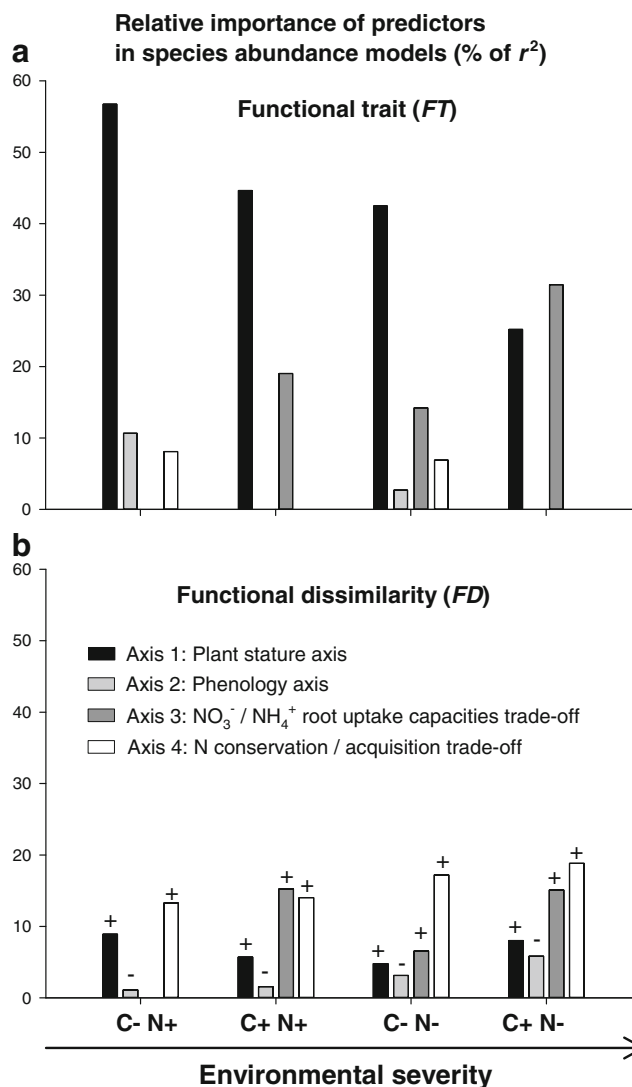 Relative importance of predictors
in species abundance models (% of r²)
a
60
Functional trait (FT)
50
40
30
20
10
0
b
60
Functional dissimilarity (FD)
50
Axis 1: Plant stature axis
Axis 2: Phenology axis
40
Axis 3: NO₃⁻ / NH₄⁺ root uptake capacities trade-off
Axis 4: N conservation / acquisition trade-off
30
20
10
0
+ - + + - + + + - + + + - + +
C- N+ C+ N+ C- N- C+ N-
Environmental severity